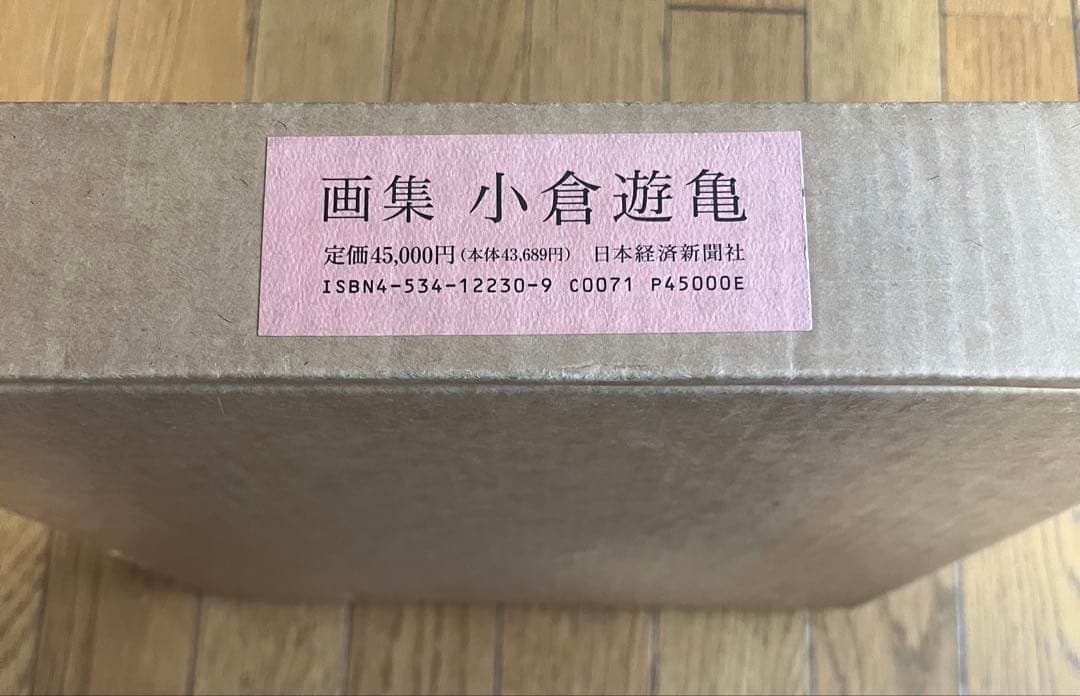 画集 小倉遊亀
定価45,000円(本体43,689円) 日本経済新聞社
ISBN4-534-12230-9 C0071 P45000E